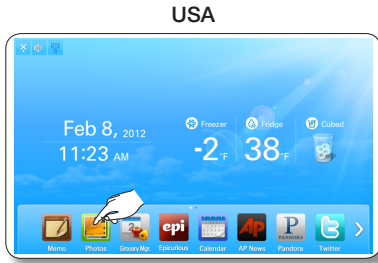 USA
Feb 8, 2012
11:23 AM
Freezer
-2°F
Fridge
38°F
Cubed
Memo
Photos
Grocery Mgr.
epi
Epicurious
Calendar
AP
AP News
P
PANDORA
Pandora
Twitter